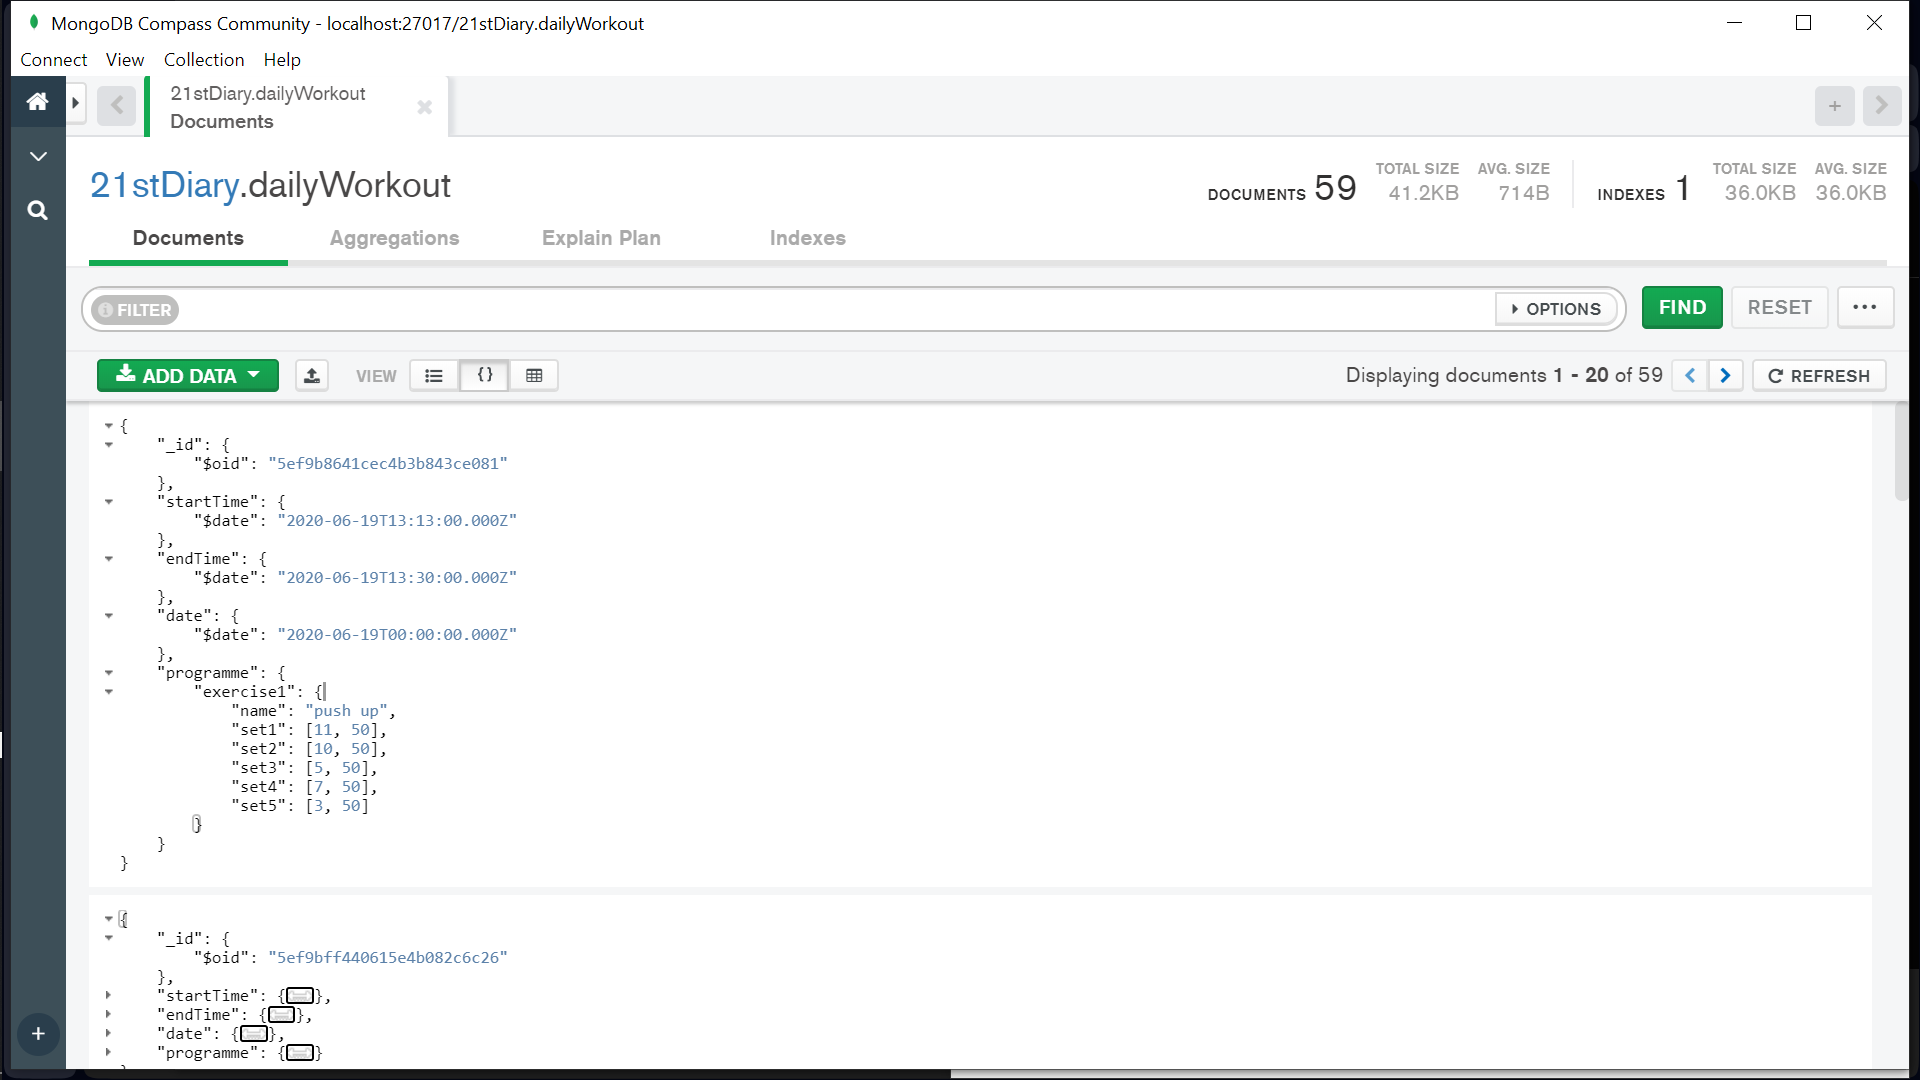 MongoDB Compass Community - localhost:27017/21stDiary.dailyWorkout
Connect View Collection Help
21stDiary.dailyWorkout
Documents
21stDiary.dailyWorkout
DOCUMENTS 59 TOTAL SIZE 41.2KB AVG. SIZE 714B INDEXES 1 TOTAL SIZE 36.0KB AVG. SIZE 36.0KB
Documents Aggregations Explain Plan Indexes
FILTER OPTIONS FIND RESET ...
ADD DATA VIEW {} Displaying documents 1 - 20 of 59 REFRESH
{
"_id": {
"$oid": "5ef9b8641cec4b3b843ce081"
},
"startTime": {
"$date": "2020-06-19T13:13:00.000Z"
},
"endTime": {
"$date": "2020-06-19T13:30:00.000Z"
},
"date": {
"$date": "2020-06-19T00:00:00.000Z"
},
"programme": {
"exercise1": {
"name": "push up",
"set1": [11, 50],
"set2": [10, 50],
"set3": [5, 50],
"set4": [7, 50],
"set5": [3, 50]
}
}
}
{
"_id": {
"$oid": "5ef9bff440615e4b082c6c26"
},
"startTime": {},
"endTime": {},
"date": {},
"programme": {}